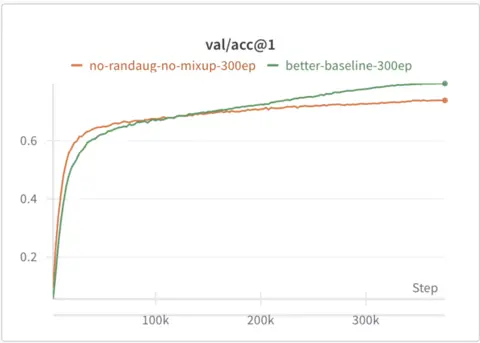 val/acc@1
no-randaug-no-mixup-300ep better-baseline-300ep
0.6
0.4
0.2
Step
100k 200k 300k